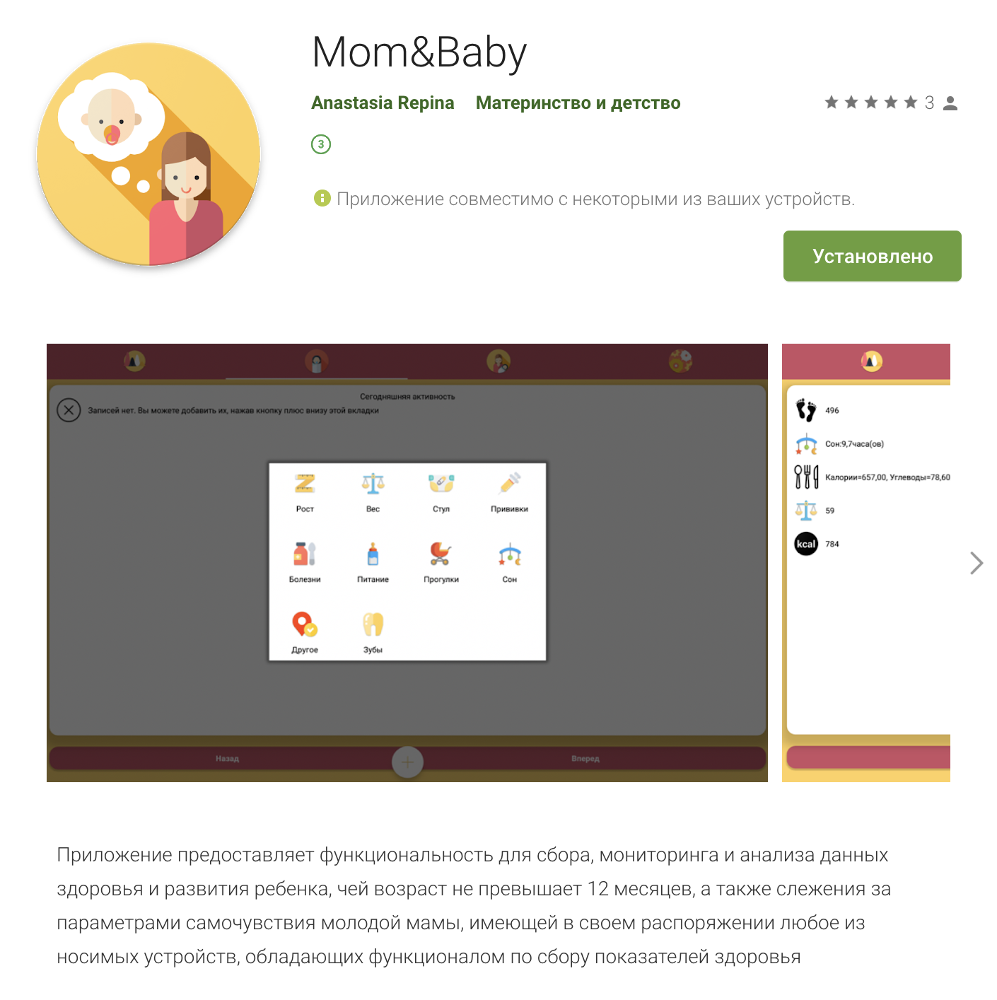 Mom&Baby
Anastasia Repina Материнство и детство 3
3
Приложение совместимо с некоторыми из ваших устройств.
Установлено
Сегодняшняя активность
Записей нет. Вы можете добавить их, нажав кнопку плюс внизу этой вкладки
Рост Вес Стул Прививки
Болезни Питание Прогулки Сон
Другое Зубы
Назад Вперед
496
Сон:9,7часа(ов)
Калории=657,00, Углеводы=78,60
59
kcal 784
Приложение предоставляет функциональность для сбора, мониторинга и анализа данных
здоровья и развития ребенка, чей возраст не превышает 12 месяцев, а также слежения за
параметрами самочувствия молодой мамы, имеющей в своем распоряжении любое из
носимых устройств, обладающих функционалом по сбору показателей здоровья